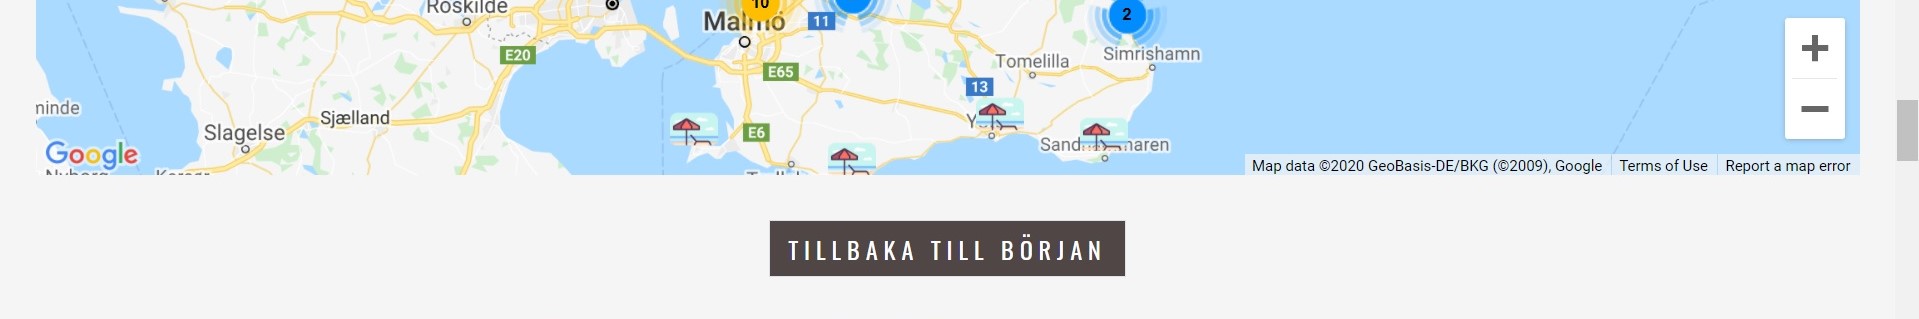 Roskilde
10
Malmö
11
2
E20
Simrishamn
Tomelilla
E65
13
Sjælland
Slagelse
E6
Google
Map data ©2020 GeoBasis-DE/BKG (©2009), Google
Terms of Use
Report a map error
TILLBAKA TILL BÖRJAN